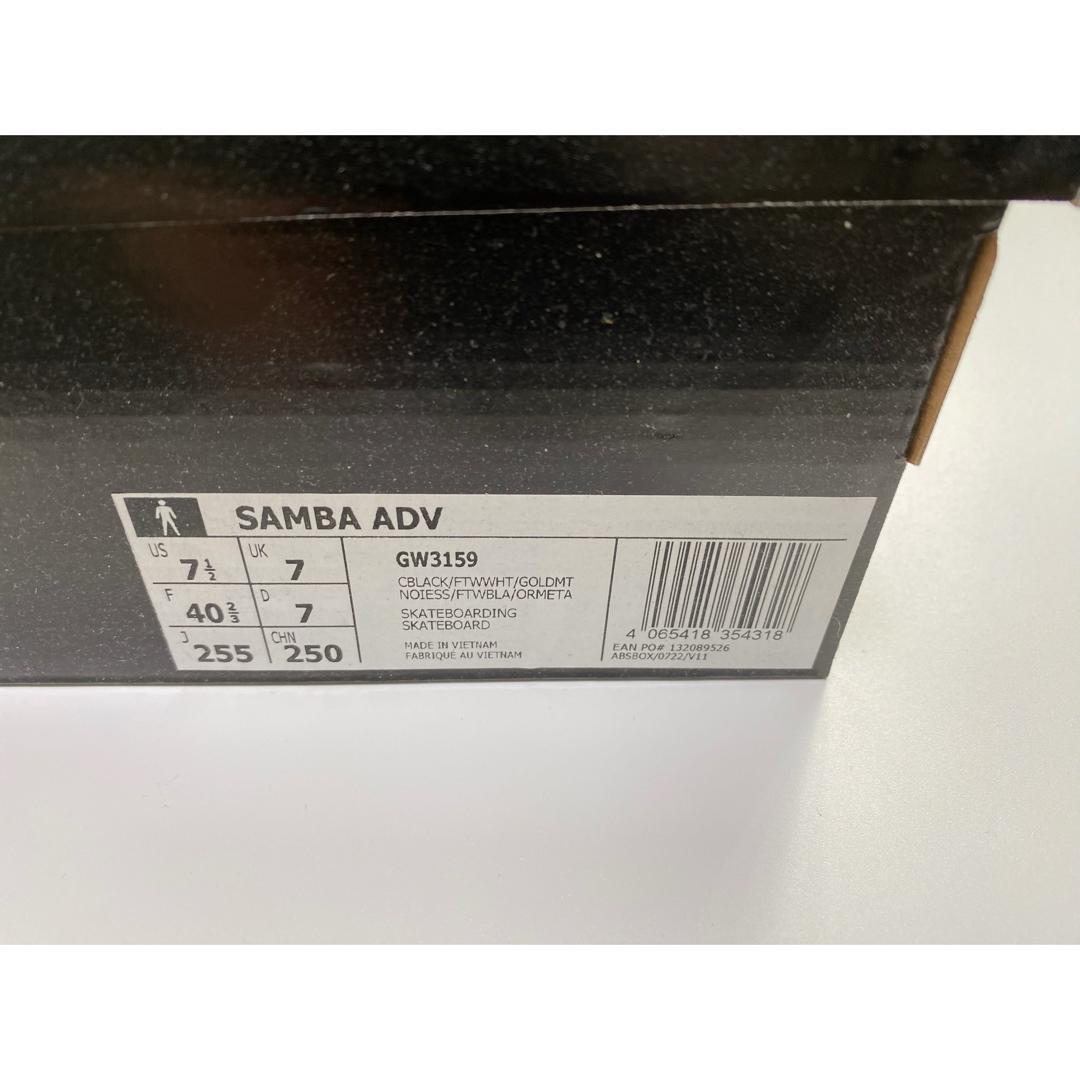 SAMBA ADV
US 7½ UK 7
F 40⅔ D 7
J 255 CHN 250
GW3159
CBLACK/FTWWHT/GOLDMT
NOIESS/FTWBLA/ORMETA
SKATEBOARDING
SKATEBOARD
MADE IN VIETNAM
FABRIQUÉ AU VIETNAM
4 065418 354318
EAN PO# 132089526
ABSBOX/0722/V11